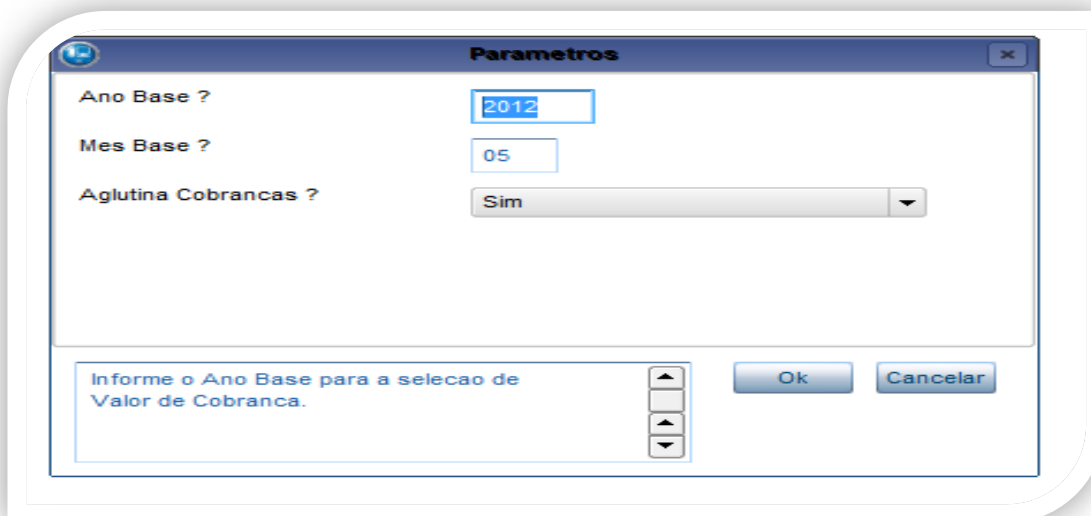 Parametros
Ano Base ?
2012
Mes Base ?
05
Aglutina Cobrancas ?
Sim
Informe o Ano Base para a selecao de
Valor de Cobranca.
Ok
Cancelar